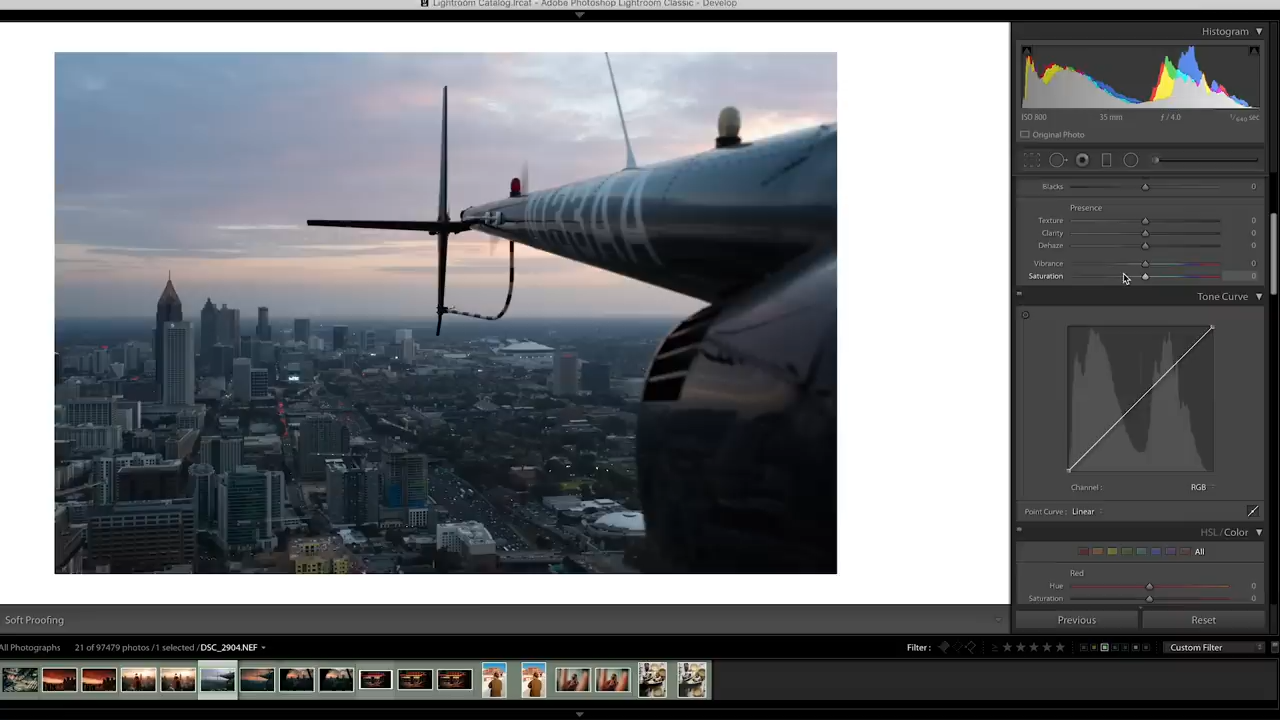 Lightroom Catalog.lrcat - Adobe Photoshop Lightroom Classic - Develop
Histogram
ISO 800 35 mm ƒ / 4.0 1/640 sec
Original Photo
Blacks 0
Presence
Texture 0
Clarity 0
Dehaze 0
Vibrance 0
Saturation 0
Tone Curve
Channel : RGB
Point Curve : Linear
HSL/Color
All
Red
Hue 0
Saturation 0
Soft Proofing
Previous Reset
All Photographs 21 of 97479 photos / 1 selected / DSC_2904.NEF
Filter : Custom Filter